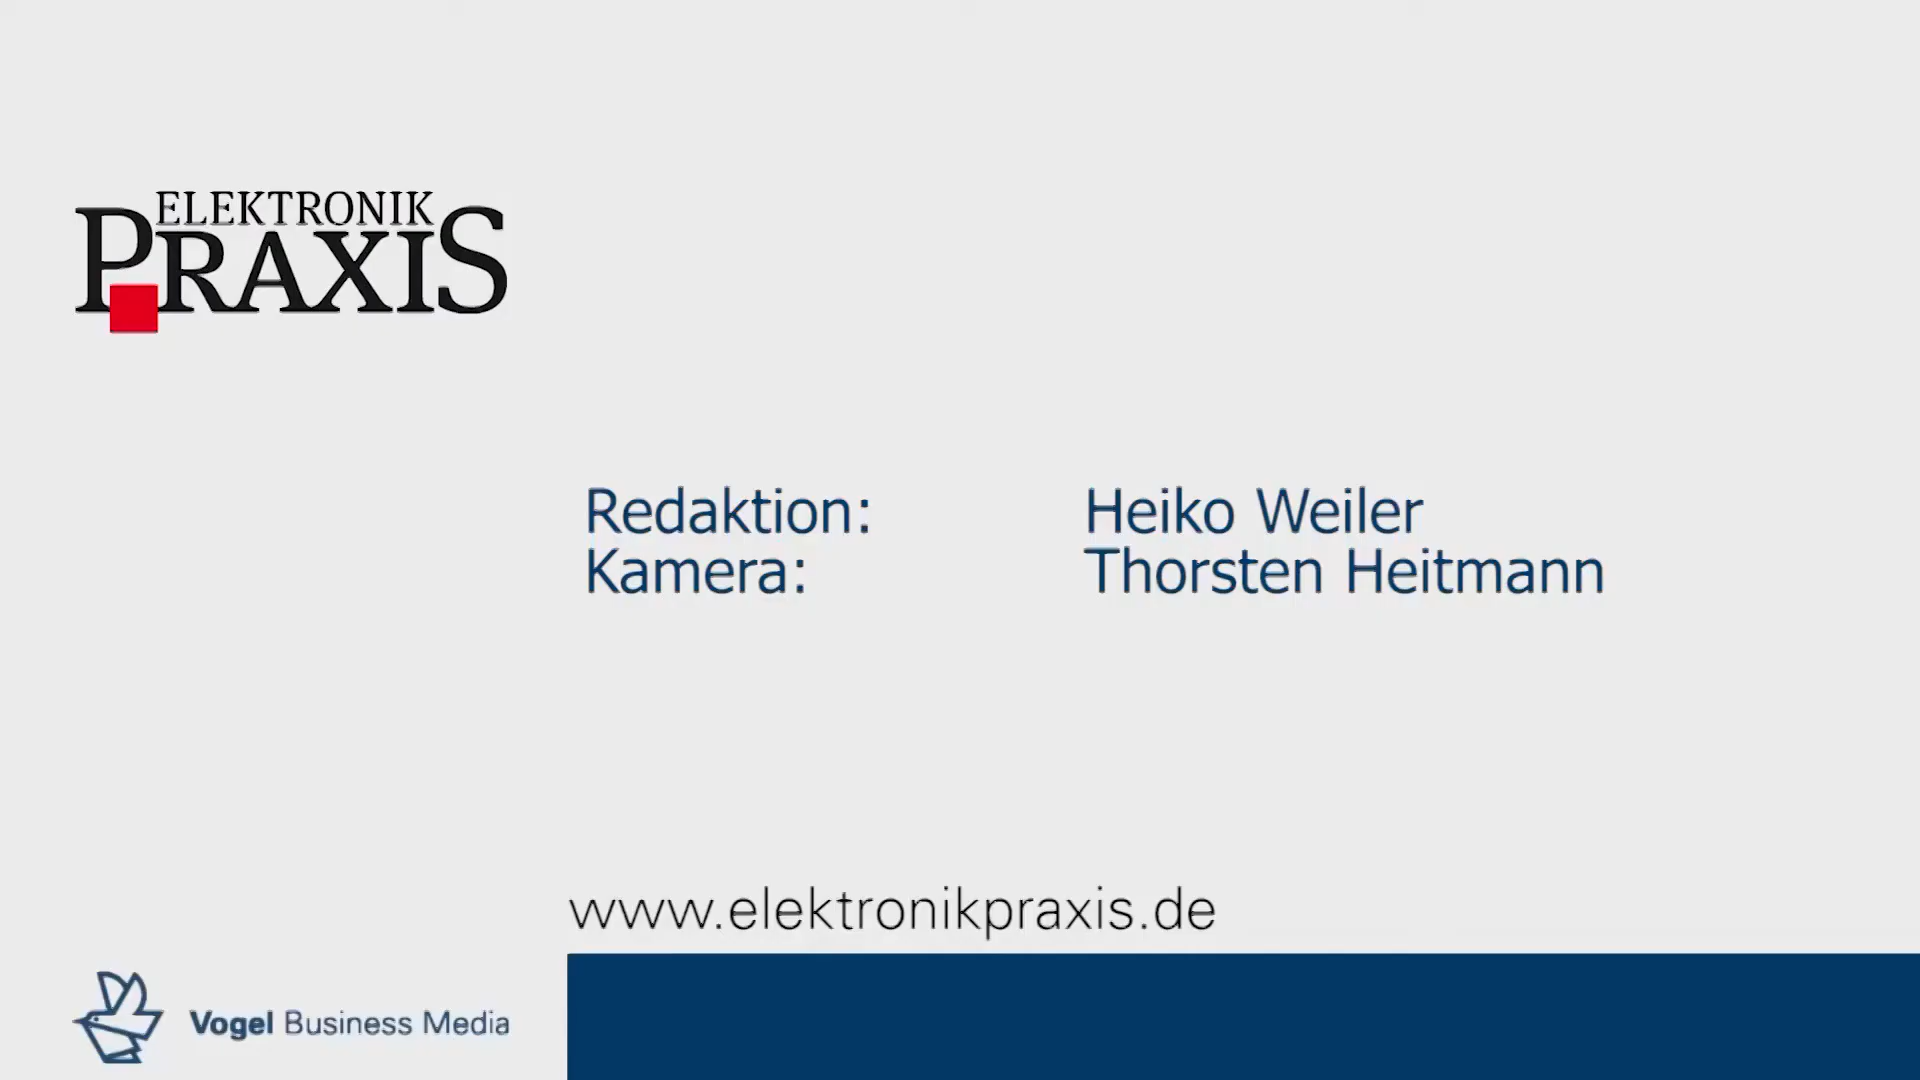 ELEKTRONIK
PRAXIS
Redaktion: Heiko Weiler
Kamera: Thorsten Heitmann
www.elektronikpraxis.de
Vogel Business Media